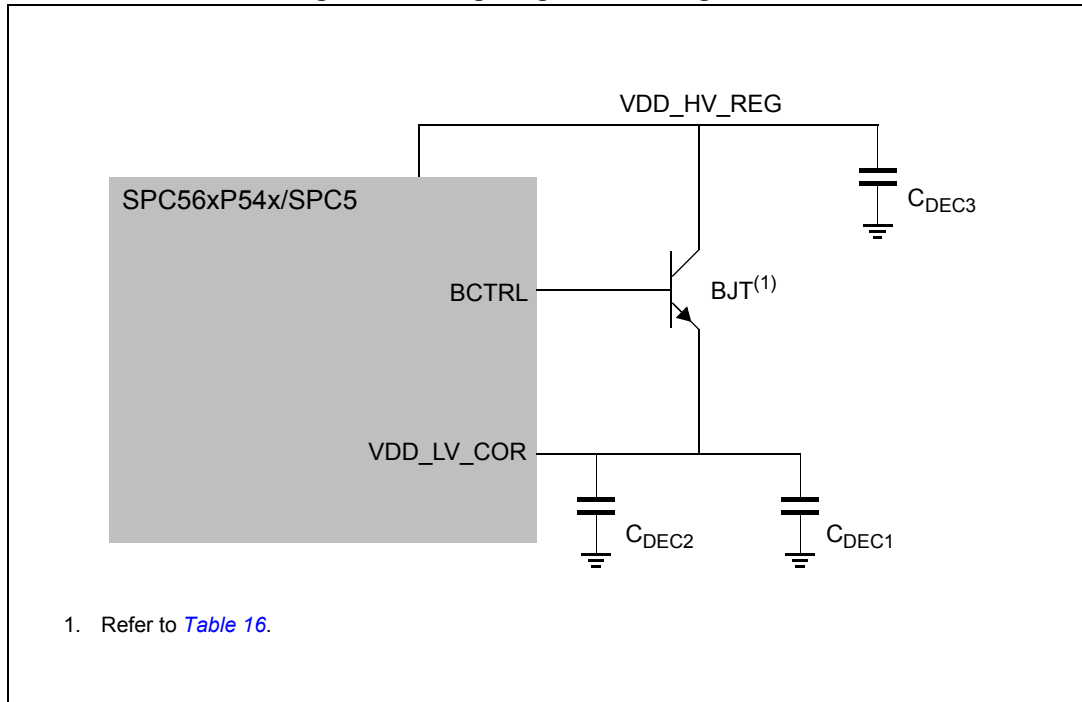 VDD_HV_REG
SPC56xP54x/SPC5
CDEC3
BCTRL
BJT(1)
VDD_LV_COR
CDEC2
CDEC1
1. Refer to Table 16.